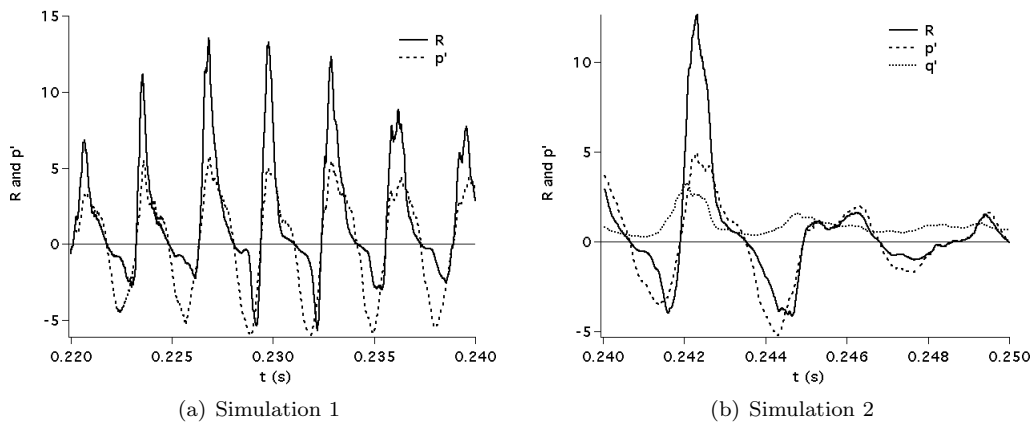 15
10
5
0
-5
R and p'
R
p'
0.220
0.225
0.230
0.235
0.240
t (s)
(a) Simulation 1
10
5
0
-5
R and p'
R
p'
q'
0.240
0.242
0.244
0.246
0.248
0.250
t (s)
(b) Simulation 2